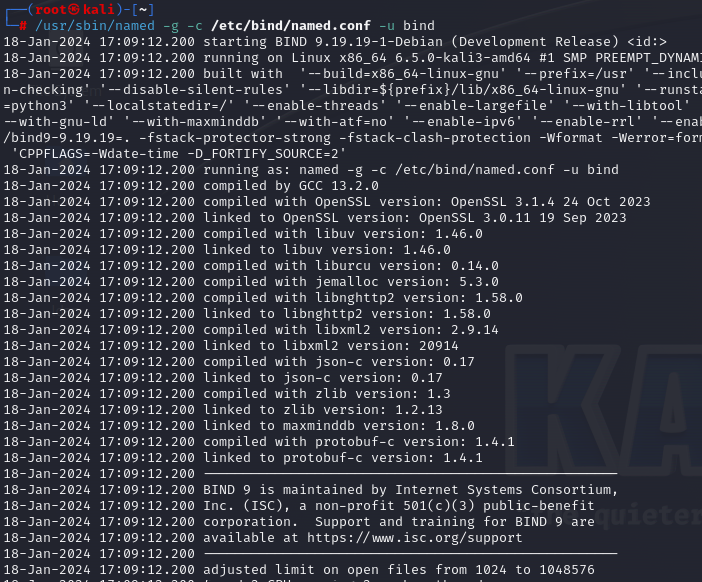 ┌──(root㉿kali)-[~]
└─# /usr/sbin/named -g -c /etc/bind/named.conf -u bind
18-Jan-2024 17:09:12.200 starting BIND 9.19.19-1-Debian (Development Release) <id:>
18-Jan-2024 17:09:12.200 running on Linux x86_64 6.5.0-kali3-amd64 #1 SMP PREEMPT_DYNAMI
18-Jan-2024 17:09:12.200 built with  '--build=x86_64-linux-gnu' '--prefix=/usr' '--inclu
n-checking' '--disable-silent-rules' '--libdir=${prefix}/lib/x86_64-linux-gnu' '--runsta
=python3' '--localstatedir=/' '--enable-threads' '--enable-largefile' '--with-libtool' '
--with-gnu-ld' '--with-maxminddb' '--with-atf=no' '--enable-ipv6' '--enable-rrl' '--enab
/bind9-9.19.19=. -fstack-protector-strong -fstack-clash-protection -Wformat -Werror=form
 'CPPFLAGS=-Wdate-time -D_FORTIFY_SOURCE=2'
18-Jan-2024 17:09:12.200 running as: named -g -c /etc/bind/named.conf -u bind
18-Jan-2024 17:09:12.200 compiled by GCC 13.2.0
18-Jan-2024 17:09:12.200 compiled with OpenSSL version: OpenSSL 3.1.4 24 Oct 2023
18-Jan-2024 17:09:12.200 linked to OpenSSL version: OpenSSL 3.0.11 19 Sep 2023
18-Jan-2024 17:09:12.200 compiled with libuv version: 1.46.0
18-Jan-2024 17:09:12.200 linked to libuv version: 1.46.0
18-Jan-2024 17:09:12.200 compiled with liburcu version: 0.14.0
18-Jan-2024 17:09:12.200 compiled with jemalloc version: 5.3.0
18-Jan-2024 17:09:12.200 compiled with libnghttp2 version: 1.58.0
18-Jan-2024 17:09:12.200 linked to libnghttp2 version: 1.58.0
18-Jan-2024 17:09:12.200 compiled with libxml2 version: 2.9.14
18-Jan-2024 17:09:12.200 linked to libxml2 version: 20914
18-Jan-2024 17:09:12.200 compiled with json-c version: 0.17
18-Jan-2024 17:09:12.200 linked to json-c version: 0.17
18-Jan-2024 17:09:12.200 compiled with zlib version: 1.3
18-Jan-2024 17:09:12.200 linked to zlib version: 1.2.13
18-Jan-2024 17:09:12.200 linked to maxminddb version: 1.8.0
18-Jan-2024 17:09:12.200 compiled with protobuf-c version: 1.4.1
18-Jan-2024 17:09:12.200 linked to protobuf-c version: 1.4.1
18-Jan-2024 17:09:12.200 ----------------------------------------------------
18-Jan-2024 17:09:12.200 BIND 9 is maintained by Internet Systems Consortium,
18-Jan-2024 17:09:12.200 Inc. (ISC), a non-profit 501(c)(3) public-benefit
18-Jan-2024 17:09:12.200 corporation.  Support and training for BIND 9 are
18-Jan-2024 17:09:12.200 available at https://www.isc.org/support
18-Jan-2024 17:09:12.200 ----------------------------------------------------
18-Jan-2024 17:09:12.200 adjusted limit on open files from 1024 to 1048576
KA
quieter